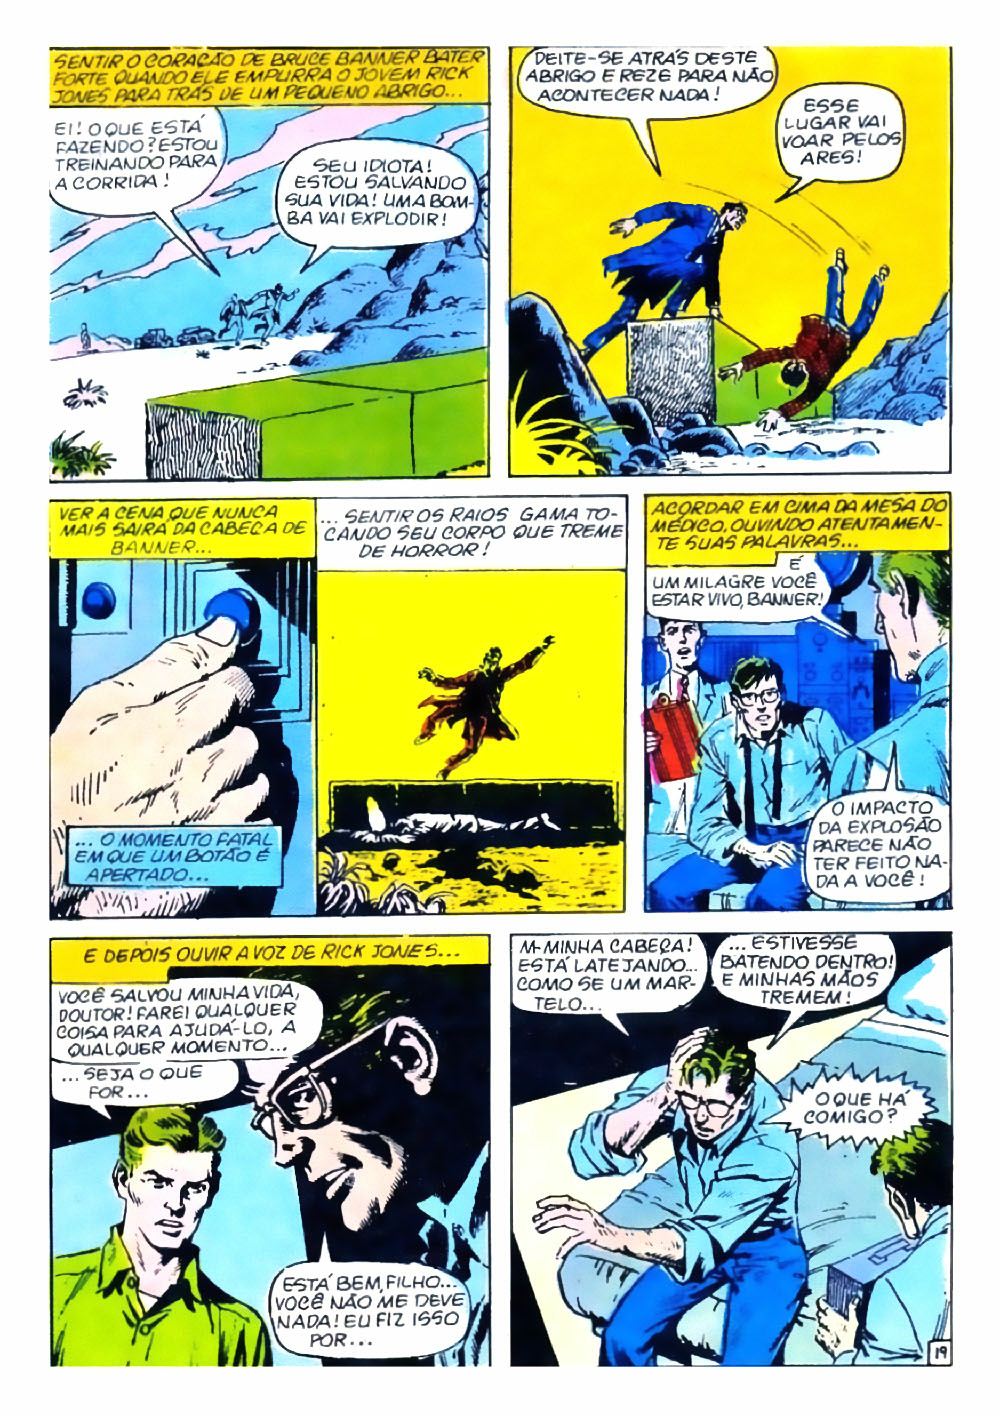 SENTIR O CORAÇÃO DE BRUCE BANNER BATER
FORTE QUANDO ELE EMPURRA O JOVEM RICK
JONES PARA TRÁS DE UM PEQUENO ABRIGO...
EI! O QUE ESTÁ
FAZENDO? ESTOU
TREINANDO PARA
A CORRIDA!
SEU IDIOTA!
ESTOU SALVANDO
SUA VIDA! UMA BOM-
BA VAI EXPLODIR!
DEITE-SE ATRÁS DESTE
ABRIGO E REZE PARA NÃO
ACONTECER NADA!
ESSE
LUGAR VAI
VOAR PELOS
ARES!
VER A CENA QUE NUNCA
MAIS SAIRÁ DA CABEÇA DE
BANNER...
... O MOMENTO FATAL
EM QUE UM BOTÃO É
APERTADO...
... SENTIR OS RAIOS GAMA TO-
CANDO SEU CORPO QUE TREME
DE HORROR!
ACORDAR EM CIMA DA MESA DO
MÉDICO, OUVINDO ATENTAMEN-
TE SUAS PALAVRAS...
É
UM MILAGRE VOCÊ
ESTAR VIVO, BANNER!
O IMPACTO
DA EXPLOSÃO
PARECE NÃO
TER FEITO NA-
DA A VOCÊ!
E DEPOIS OUVIR A VOZ DE RICK JONES...
VOCÊ SALVOU MINHA VIDA,
DOUTOR! FAREI QUALQUER
COISA PARA AJUDÁ-LO, A
QUALQUER MOMENTO...
... SEJA O QUE
FOR...
ESTÁ BEM, FILHO...
VOCÊ NÃO ME DEVE
NADA! EU FIZ ISSO
POR...
M-MINHA CABEÇA!
ESTÁ LATEJANDO...
COMO SE UM MAR-
TELO...
... ESTIVESSE
BATENDO DENTRO!
E MINHAS MÃOS
TREMEM!
O QUE HÁ
COMIGO?
19